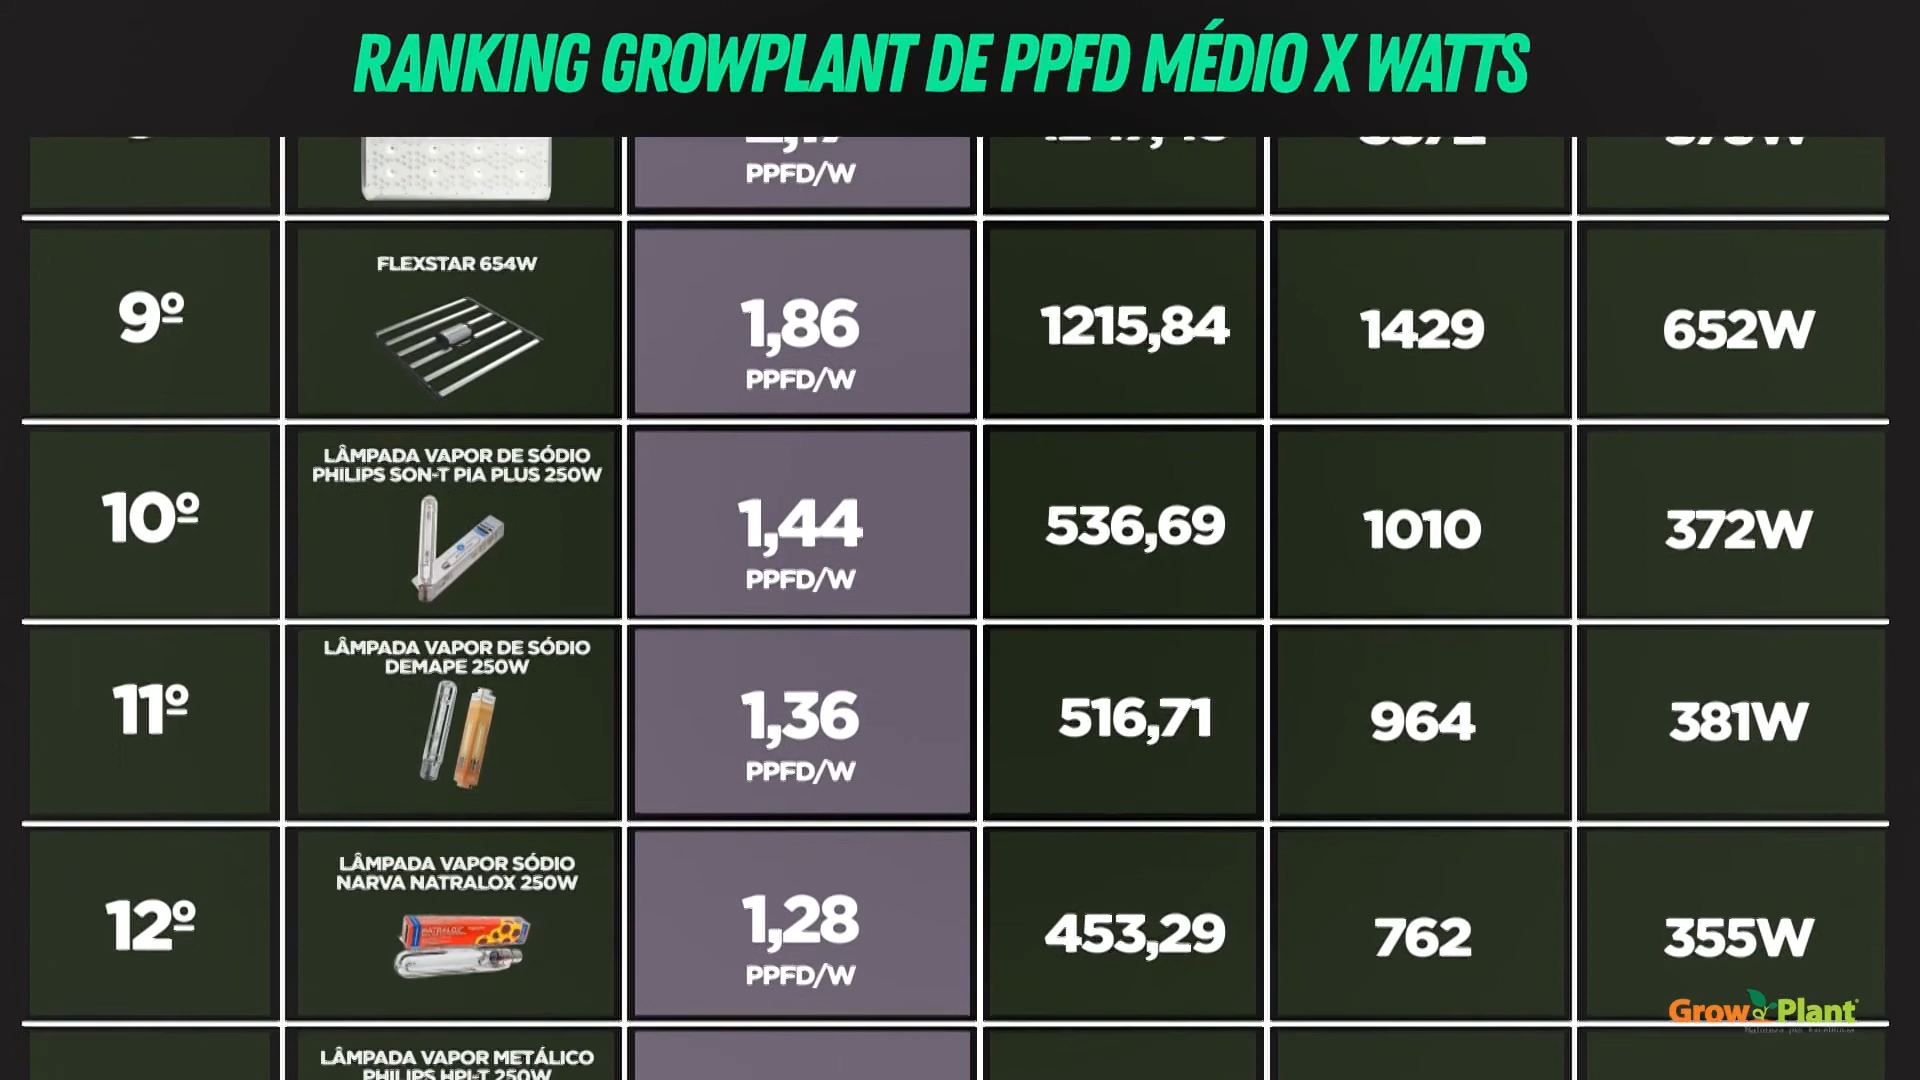 RANKING GROWPLANT DE PPFD MÉDIO X WATTS
PPFD/W
9º
FLEXSTAR 654W
1,86
PPFD/W
1215,84
1429
652W
10º
LÂMPADA VAPOR DE SÓDIO
PHILIPS SON-T PIA PLUS 250W
1,44
PPFD/W
536,69
1010
372W
11º
LÂMPADA VAPOR DE SÓDIO
DEMAPE 250W
1,36
PPFD/W
516,71
964
381W
12º
LÂMPADA VAPOR SÓDIO
NARVA NATRALOX 250W
1,28
PPFD/W
453,29
762
355W
GrowPlant
LÂMPADA VAPOR METÁLICO
PHILIPS HPI-T 250W